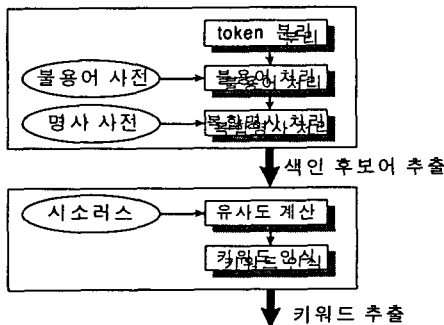 token 분리
불용어 사전
불용어 처리
명사 사전
복합명사 처리
색인 후보어 추출
시소러스
유사도 계산
키워드 인식
키워드 추출